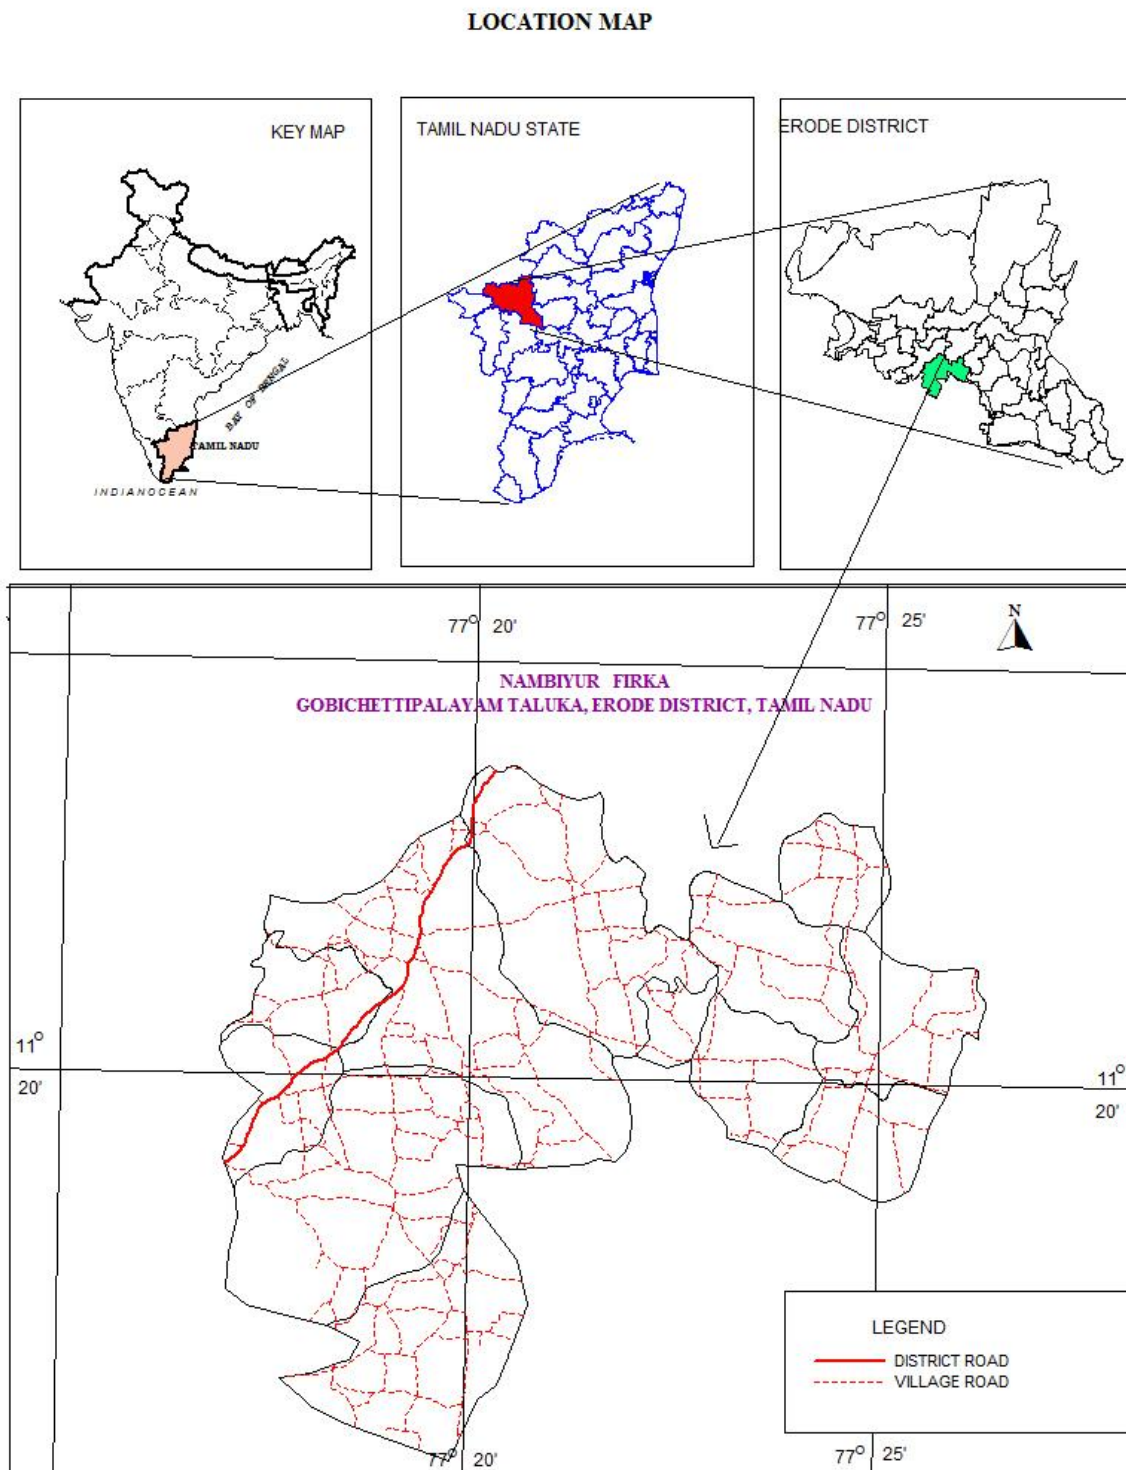 LOCATION MAP
KEY MAP
BAY OF BENGAL
TAMIL NADU
INDIANOCEAN
TAMIL NADU STATE
ERODE DISTRICT
77° 20'
77° 25'
N
NAMBIYUR FIRKA
GOBICHETTIPALAYAM TALUKA, ERODE DISTRICT, TAMIL NADU
11°
20'
11°
20'
LEGEND
DISTRICT ROAD
VILLAGE ROAD
77° 20'
77° 25'